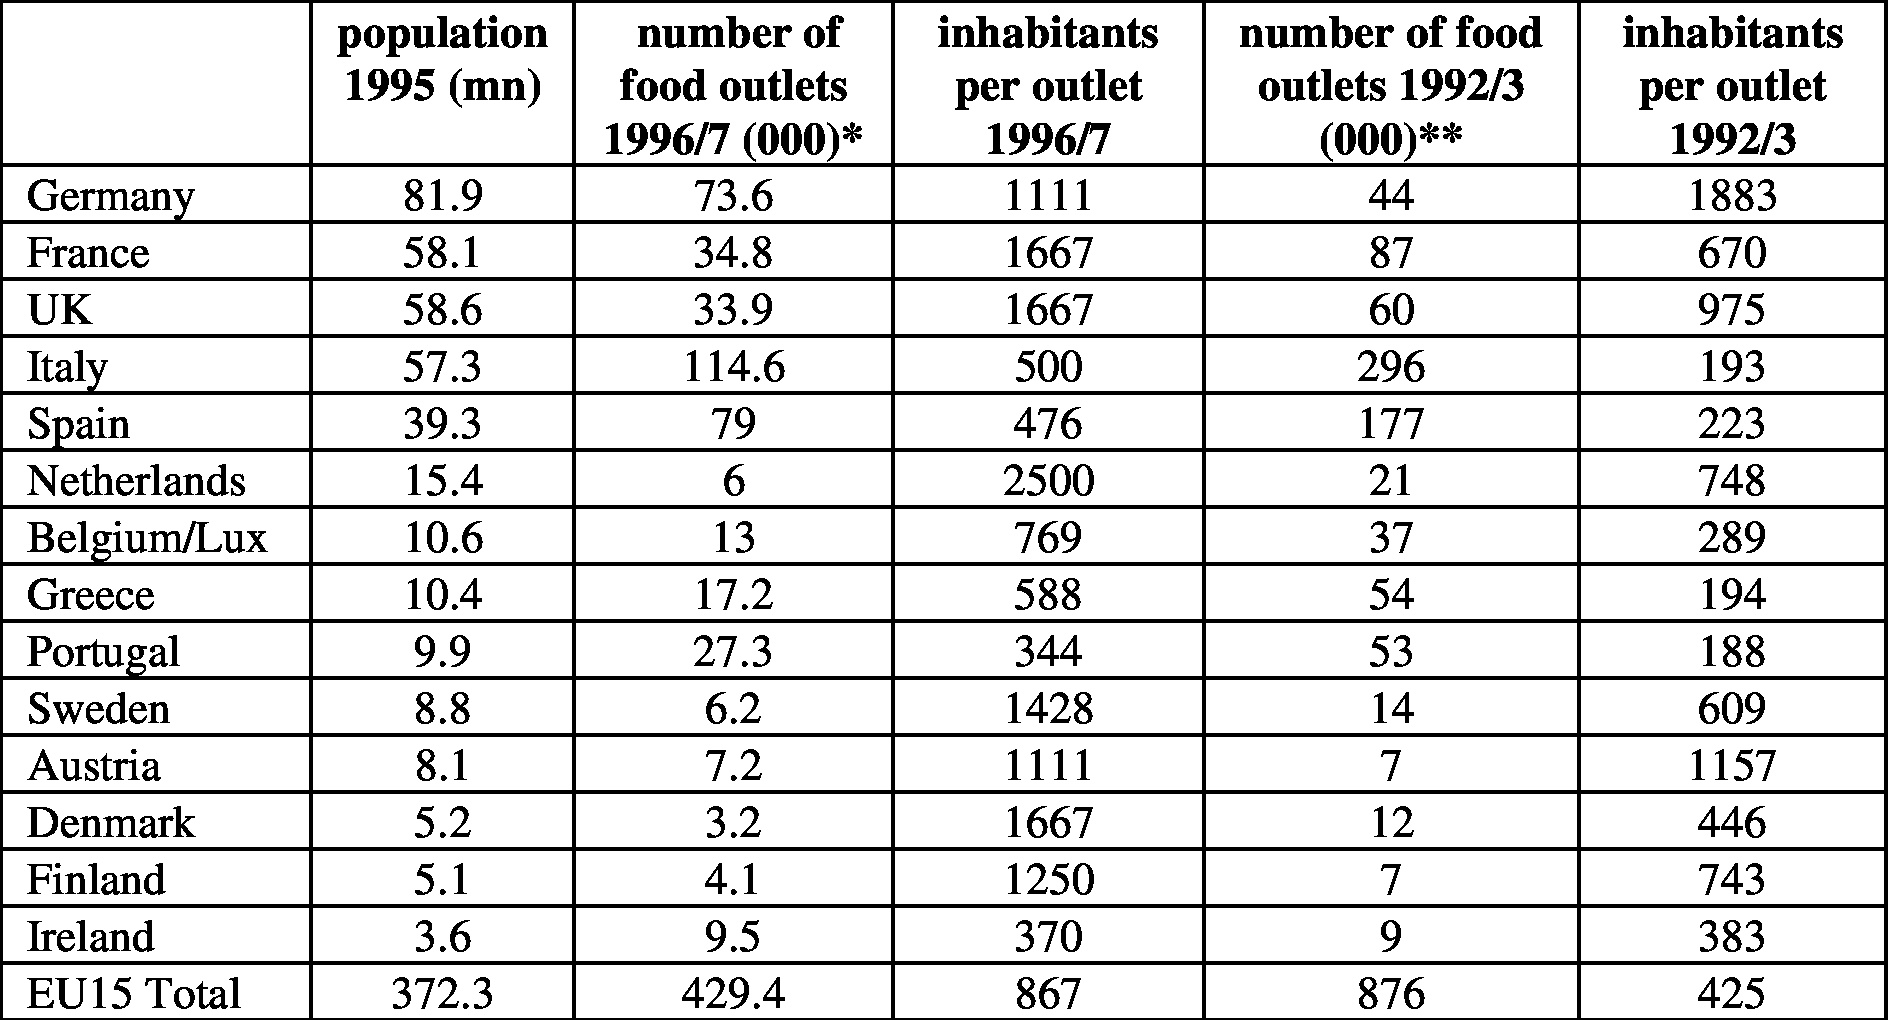 population 1995 (mn) number of food outlets 1996/7 (000)* inhabitants per outlet 1996/7 number of food outlets 1992/3 (000)** inhabitants per outlet 1992/3
Germany 81.9 73.6 1111 44 1883
France 58.1 34.8 1667 87 670
UK 58.6 33.9 1667 60 975
Italy 57.3 114.6 500 296 193
Spain 39.3 79 476 177 223
Netherlands 15.4 6 2500 21 748
Belgium/Lux 10.6 13 769 37 289
Greece 10.4 17.2 588 54 194
Portugal 9.9 27.3 344 53 188
Sweden 8.8 6.2 1428 14 609
Austria 8.1 7.2 1111 7 1157
Denmark 5.2 3.2 1667 12 446
Finland 5.1 4.1 1250 7 743
Ireland 3.6 9.5 370 9 383
EU15 Total 372.3 429.4 867 876 425